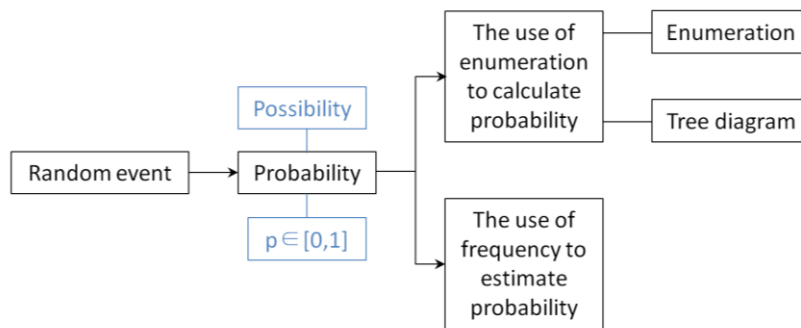 Random event
Possibility
Probability
p∈[0,1]
The use of
enumeration
to calculate
probability
Enumeration
Tree diagram
The use of
frequency to
estimate
probability